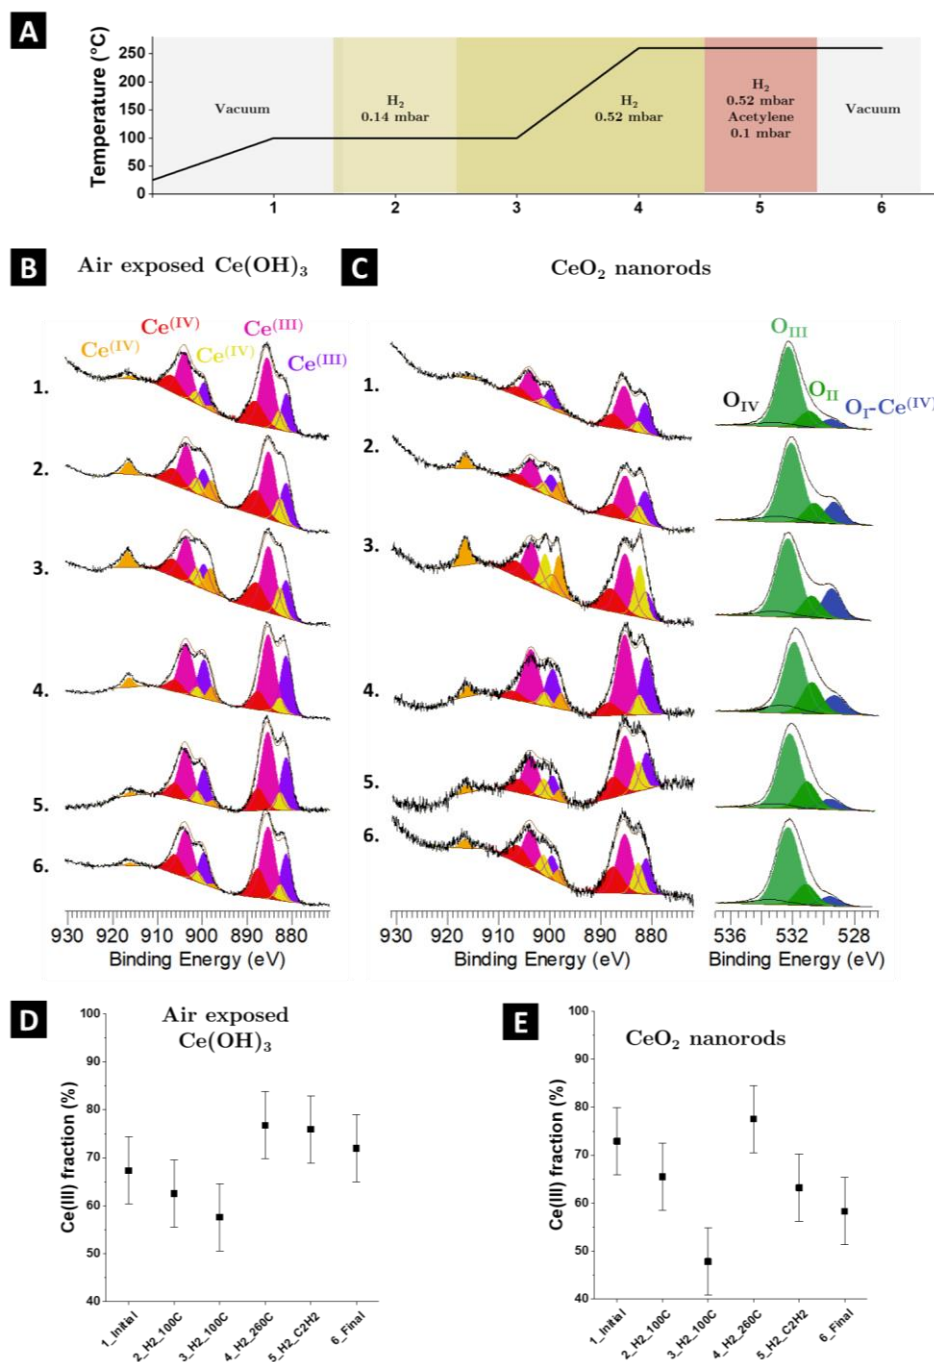 A
Temperature (°C)
250
200
150
100
50
0
Vacuum
H₂
0.14 mbar
H₂
0.52 mbar
H₂
0.52 mbar
Acetylene
0.1 mbar
Vacuum
1 2 3 4 5 6
B Air exposed Ce(OH)₃
C CeO₂ nanorods
Ce(IV) Ce(IV) Ce(IV) Ce(III) Ce(III)
1.
2.
3.
4.
5.
6.
930 920 910 900 890 880
Binding Energy (eV)
1.
2.
3.
4.
5.
6.
930 920 910 900 890 880
Binding Energy (eV)
O_III
O_IV
O_II
O_I-Ce(IV)
536 532 528
Binding Energy (eV)
D Air exposed
Ce(OH)₃
Ce(III) fraction (%)
100
90
80
70
60
50
40
1_Initial
2_H2_100C
3_H2_100C
4_H2_260C
5_H2_C2H2
6_Final
E CeO₂ nanorods
Ce(III) fraction (%)
100
90
80
70
60
50
40
1_Initial
2_H2_100C
3_H2_100C
4_H2_260C
5_H2_C2H2
6_Final